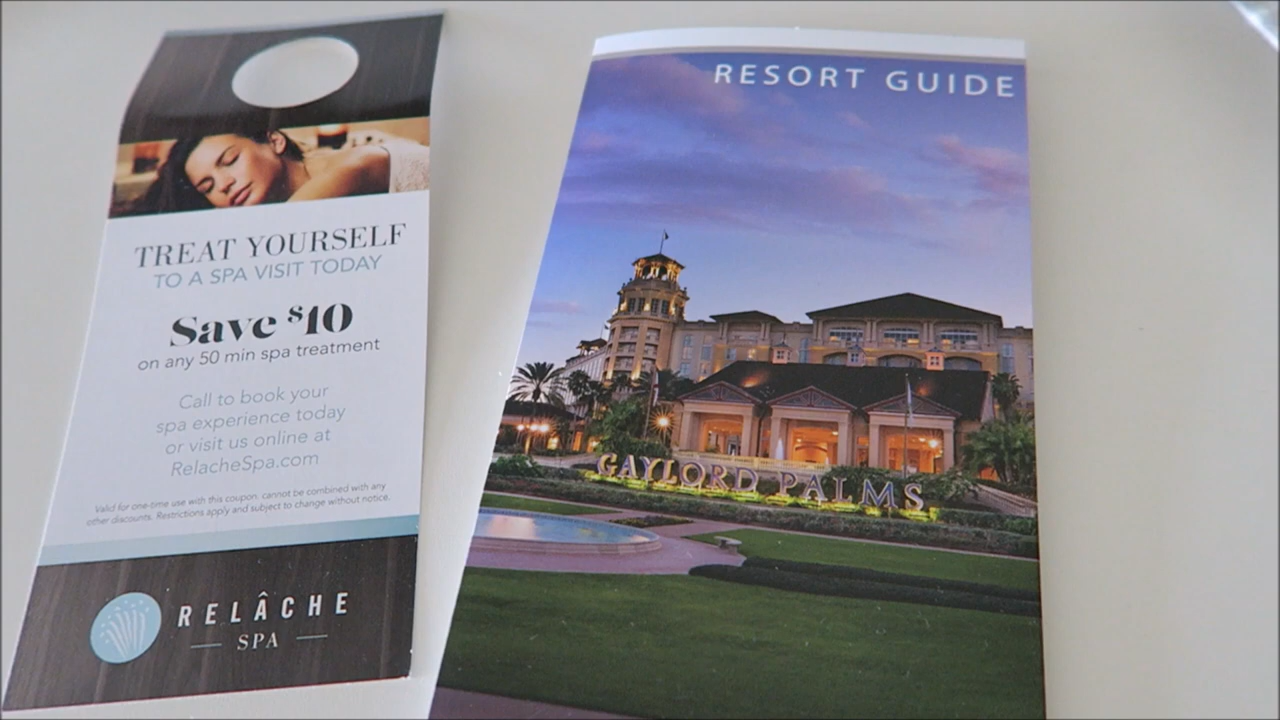 TREAT YOURSELF
TO A SPA VISIT TODAY
Save $10
on any 50 min spa treatment
Call to book your
spa experience today
or visit us online at
RelacheSpa.com
Valid for one-time use with this coupon. cannot be combined with any
other discounts. Restrictions apply and subject to change without notice.
RELÂCHE
SPA
RESORT GUIDE
GAYLORD PALMS